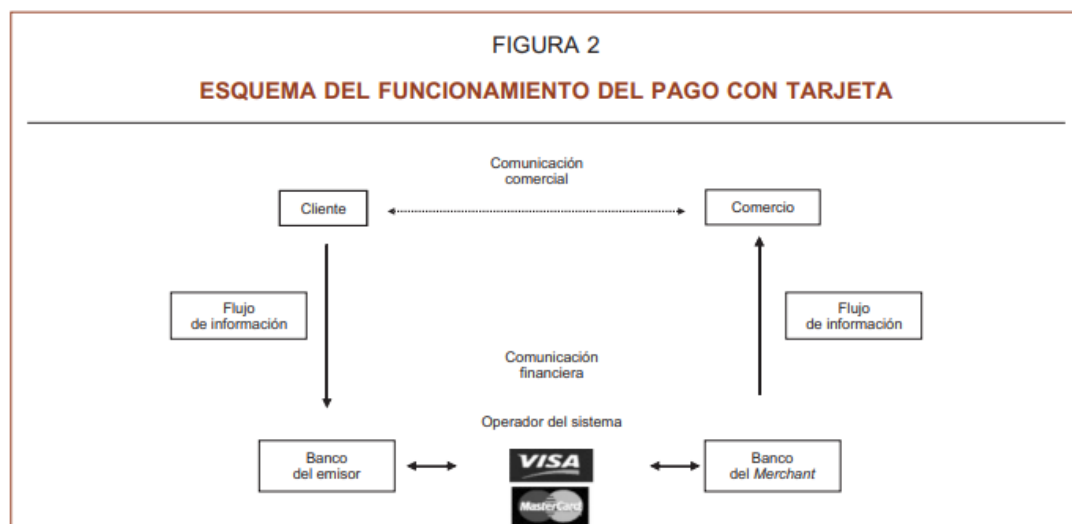 FIGURA 2
ESQUEMA DEL FUNCIONAMIENTO DEL PAGO CON TARJETA
Comunicación
comercial
Cliente
Comercio
Flujo
de información
Flujo
de información
Comunicación
financiera
Operador del sistema
Banco
del emisor
VISA
MasterCard
Banco
del Merchant